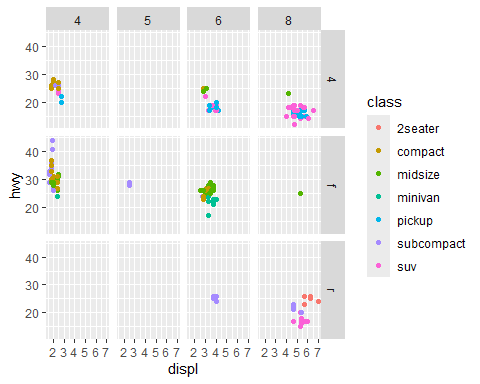 4 5 6 8
40
30
20
4
40
30
20
f
40
30
20
r
2 3 4 5 6 7 2 3 4 5 6 7 2 3 4 5 6 7 2 3 4 5 6 7
displ
hwy
class
2seater
compact
midsize
minivan
pickup
subcompact
suv